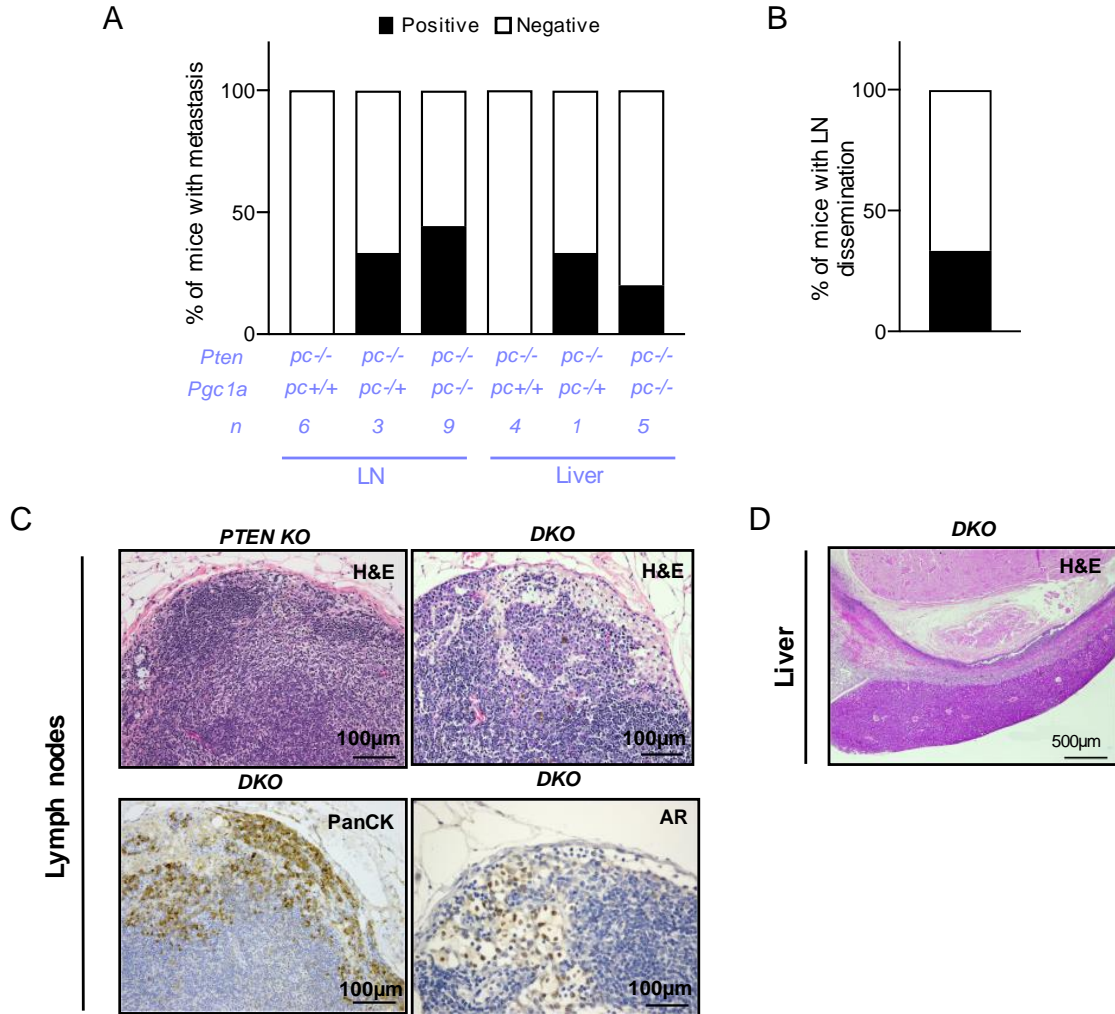 A
B
Positive Negative
% of mice with metastasis
100
50
0
% of mice with LN
dissemination
100
50
0
Pten pc-/- pc-/- pc-/- pc-/- pc-/- pc-/-
Pgc1a pc+/+ pc-/+ pc-/- pc+/+ pc-/+ pc-/-
n 6 3 9 4 1 5
LN Liver
C
D
Lymph nodes
PTEN KO
H&E
100µm
DKO
H&E
100µm
DKO
PanCK
100µm
DKO
AR
100µm
Liver
DKO
H&E
500µm